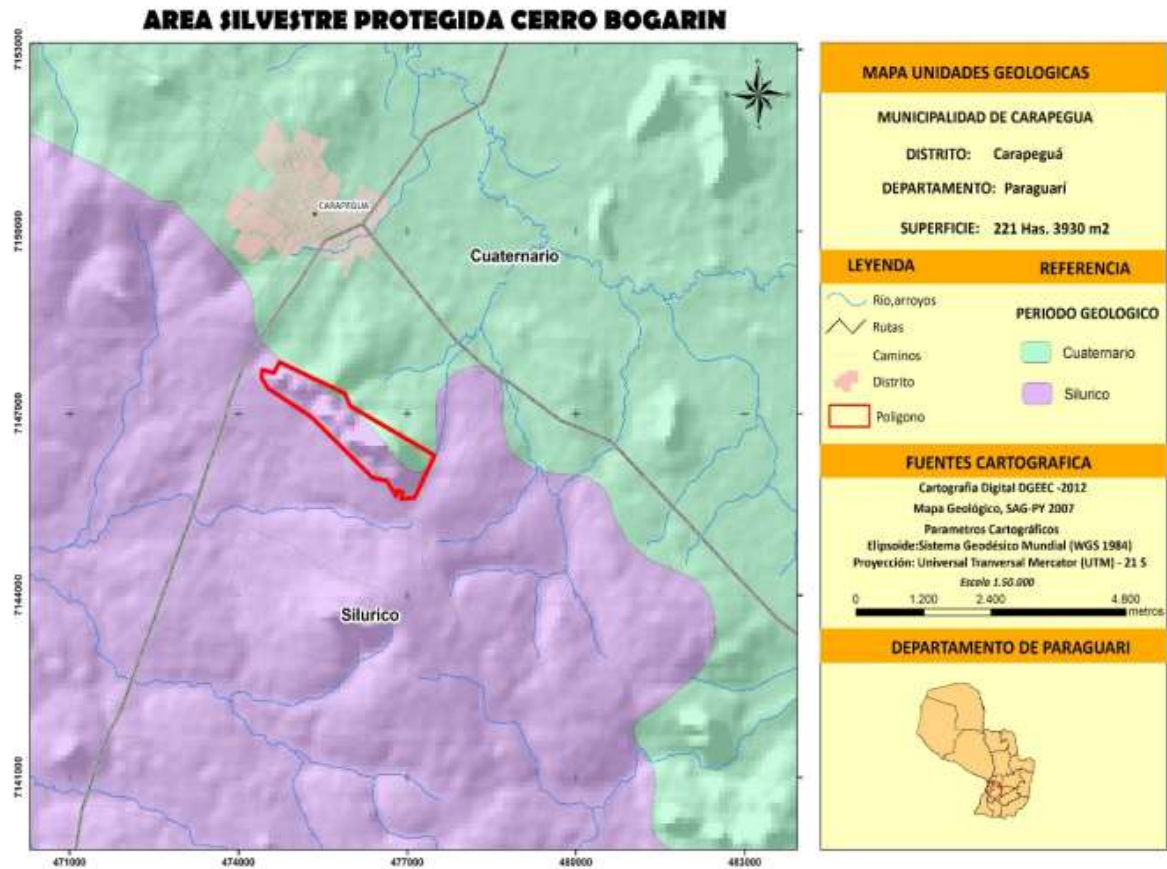 AREA SILVESTRE PROTEGIDA CERRO BOGARIN
7153000
7150000
7147000
7144000
7141000
471000
474000
477000
480000
483000
CARAPEGUA
Cuaternario
Silurico
MAPA UNIDADES GEOLOGICAS
MUNICIPALIDAD DE CARAPEGUA
DISTRITO: Carapeguá
DEPARTAMENTO: Paraguarí
SUPERFICIE: 221 Has. 3930 m2
LEYENDA
Río,arroyos
Rutas
Caminos
Distrito
Poligono
REFERENCIA
PERIODO GEOLOGICO
Cuaternario
Silurico
FUENTES CARTOGRAFICA
Cartografia Digital DGEEC -2012
Mapa Geológico, SAG-PY 2007
Parametros Cartográficos
Elipsoide:Sistema Geodésico Mundial (WGS 1984)
Proyección: Universal Tranversal Mercator (UTM) - 21 S
Escala 1.50.000
0 1.200 2.400 4.800
metros
DEPARTAMENTO DE PARAGUARI